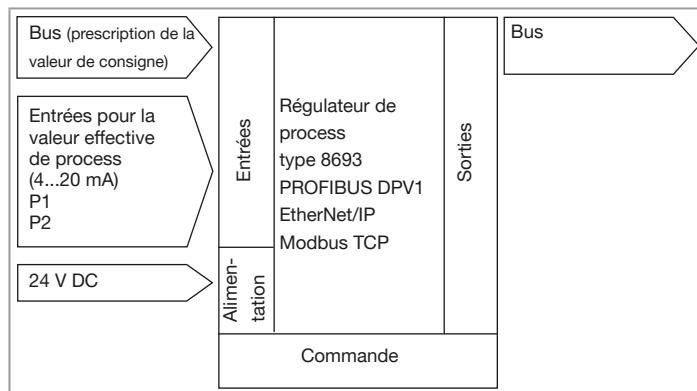 Bus (prescription de la
valeur de consigne)
Entrées pour la
valeur effective
de process
(4...20 mA)
P1
P2
24 V DC
Entrées
Alimen-
tation
Régulateur de
process
type 8693
PROFIBUS DPV1
EtherNet/IP
Modbus TCP
Sorties
Commande
Bus